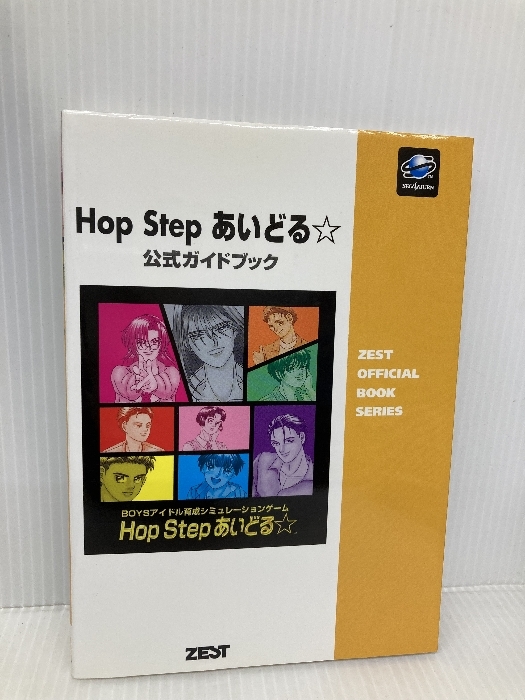 SEGA SATURN
TM
Hop Step あいどる☆
公式ガイドブック
ZEST
OFFICIAL
BOOK
SERIES
BOYSアイドル育成シミュレーションゲーム
Hop Step あいどる☆
ZEST